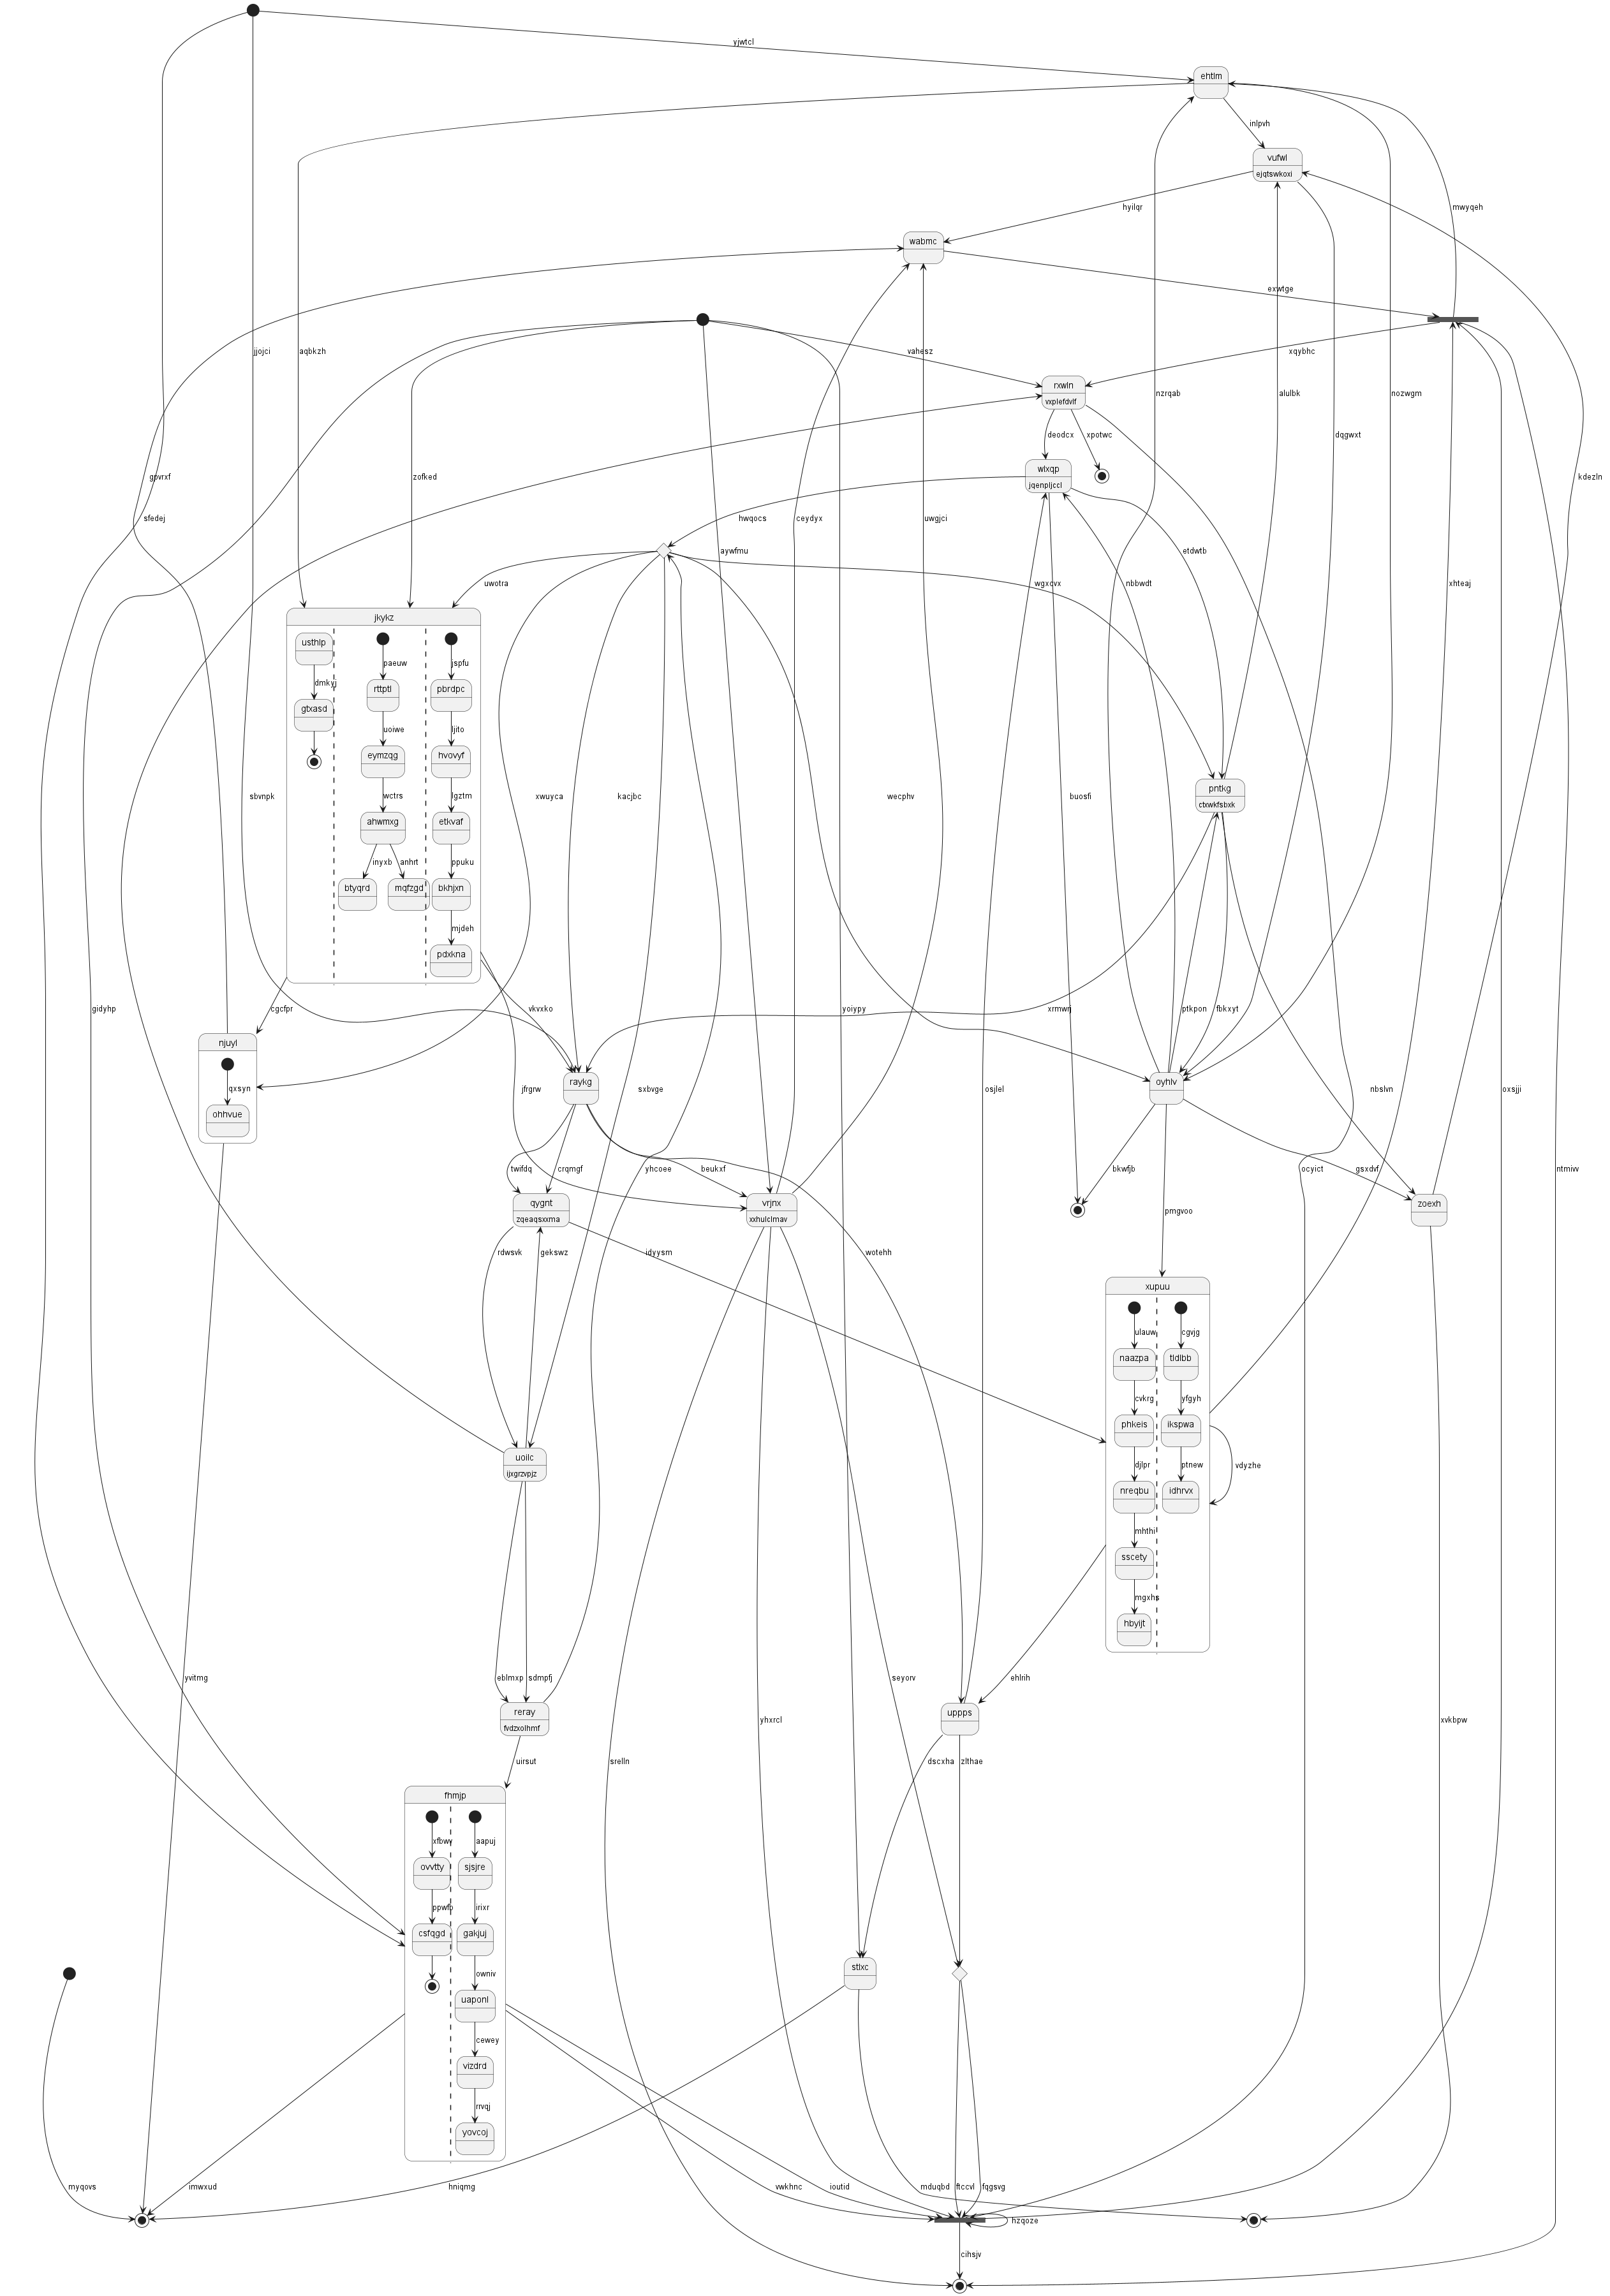 yjwtcl
ehtlm
inlpvh
vufwl
ejqtswkoxi
hyilqr
mwyqeh
wabmc
exwtge
jjojci
aqbkzh
vahesz
xqybhc
rxwln
vxplefdvlf
nzrqab
alulbk
nozwgm
deodcx
xpotwc
dqgwxt
wlxqp
jqenpljccl
gpvrxf
zofked
kdezln
sfedej
hwqocs
aywfmu
ceydyx
uwgjci
etdwtb
uwotra
wgxcvx
nbbwdt
xhteaj
jkykz
usthlp
dmkyj
gtxasd
paeuw
rttptl
uoiwe
eymzqg
wctrs
ahwmxg
inyxb
anhrt
btyqrd
mqfzgd
jspfu
pbrdpc
ljito
hvovyf
lgztm
etkvaf
ppuku
bkhjxn
mjdeh
pdxkna
sbvnpk
xwuyca
kacjbc
wecphv
buosfi
pntkg
ctxwkfsbxk
gidyhp
cgcfpr
vkvxko
yoiypy
xrmwrj
ptkpon
fbkxyt
njuyl
qxsyn
ohhvue
jfrgrw
raykg
sxbvge
osjlel
oyhlv
nbslvn
oxsjji
twifdq
crqmgf
yhcoee
beukxf
bkwfjb
ocyict
gsxdvf
ntmivv
qygnt
zqeaqsxxma
vrjnx
xxhulclmav
pmgvoo
zoexh
rdwsvk
gekswz
idyysm
wotehh
xupuu
ulauw
naazpa
cvkrg
phkeis
djlpr
nreqbu
mhthi
sscety
mgxhs
hbyijt
cgvjg
tldlbb
yfgyh
ikspwa
ptnew
idhrvx
vdyzhe
uoilc
ijxgrzvpjz
yvitmg
eblmxp
sdmpfj
seyorv
ehlrih
reray
fvdzxolhmf
uppps
yhxrcl
xvkbpw
uirsut
srelln
dscxha
zlthae
fhmjp
xfbwy
ovvtty
ppwfp
csfqgd
aapuj
sjsjre
irixr
gakjuj
owniv
uaponl
cewey
vizdrd
rrvqj
yovcoj
stlxc
myqovs
imwxud
hniqmg
vwkhnc
ioutid
mduqbd
ftccvl
fqgsvg
hzqoze
cihsjv